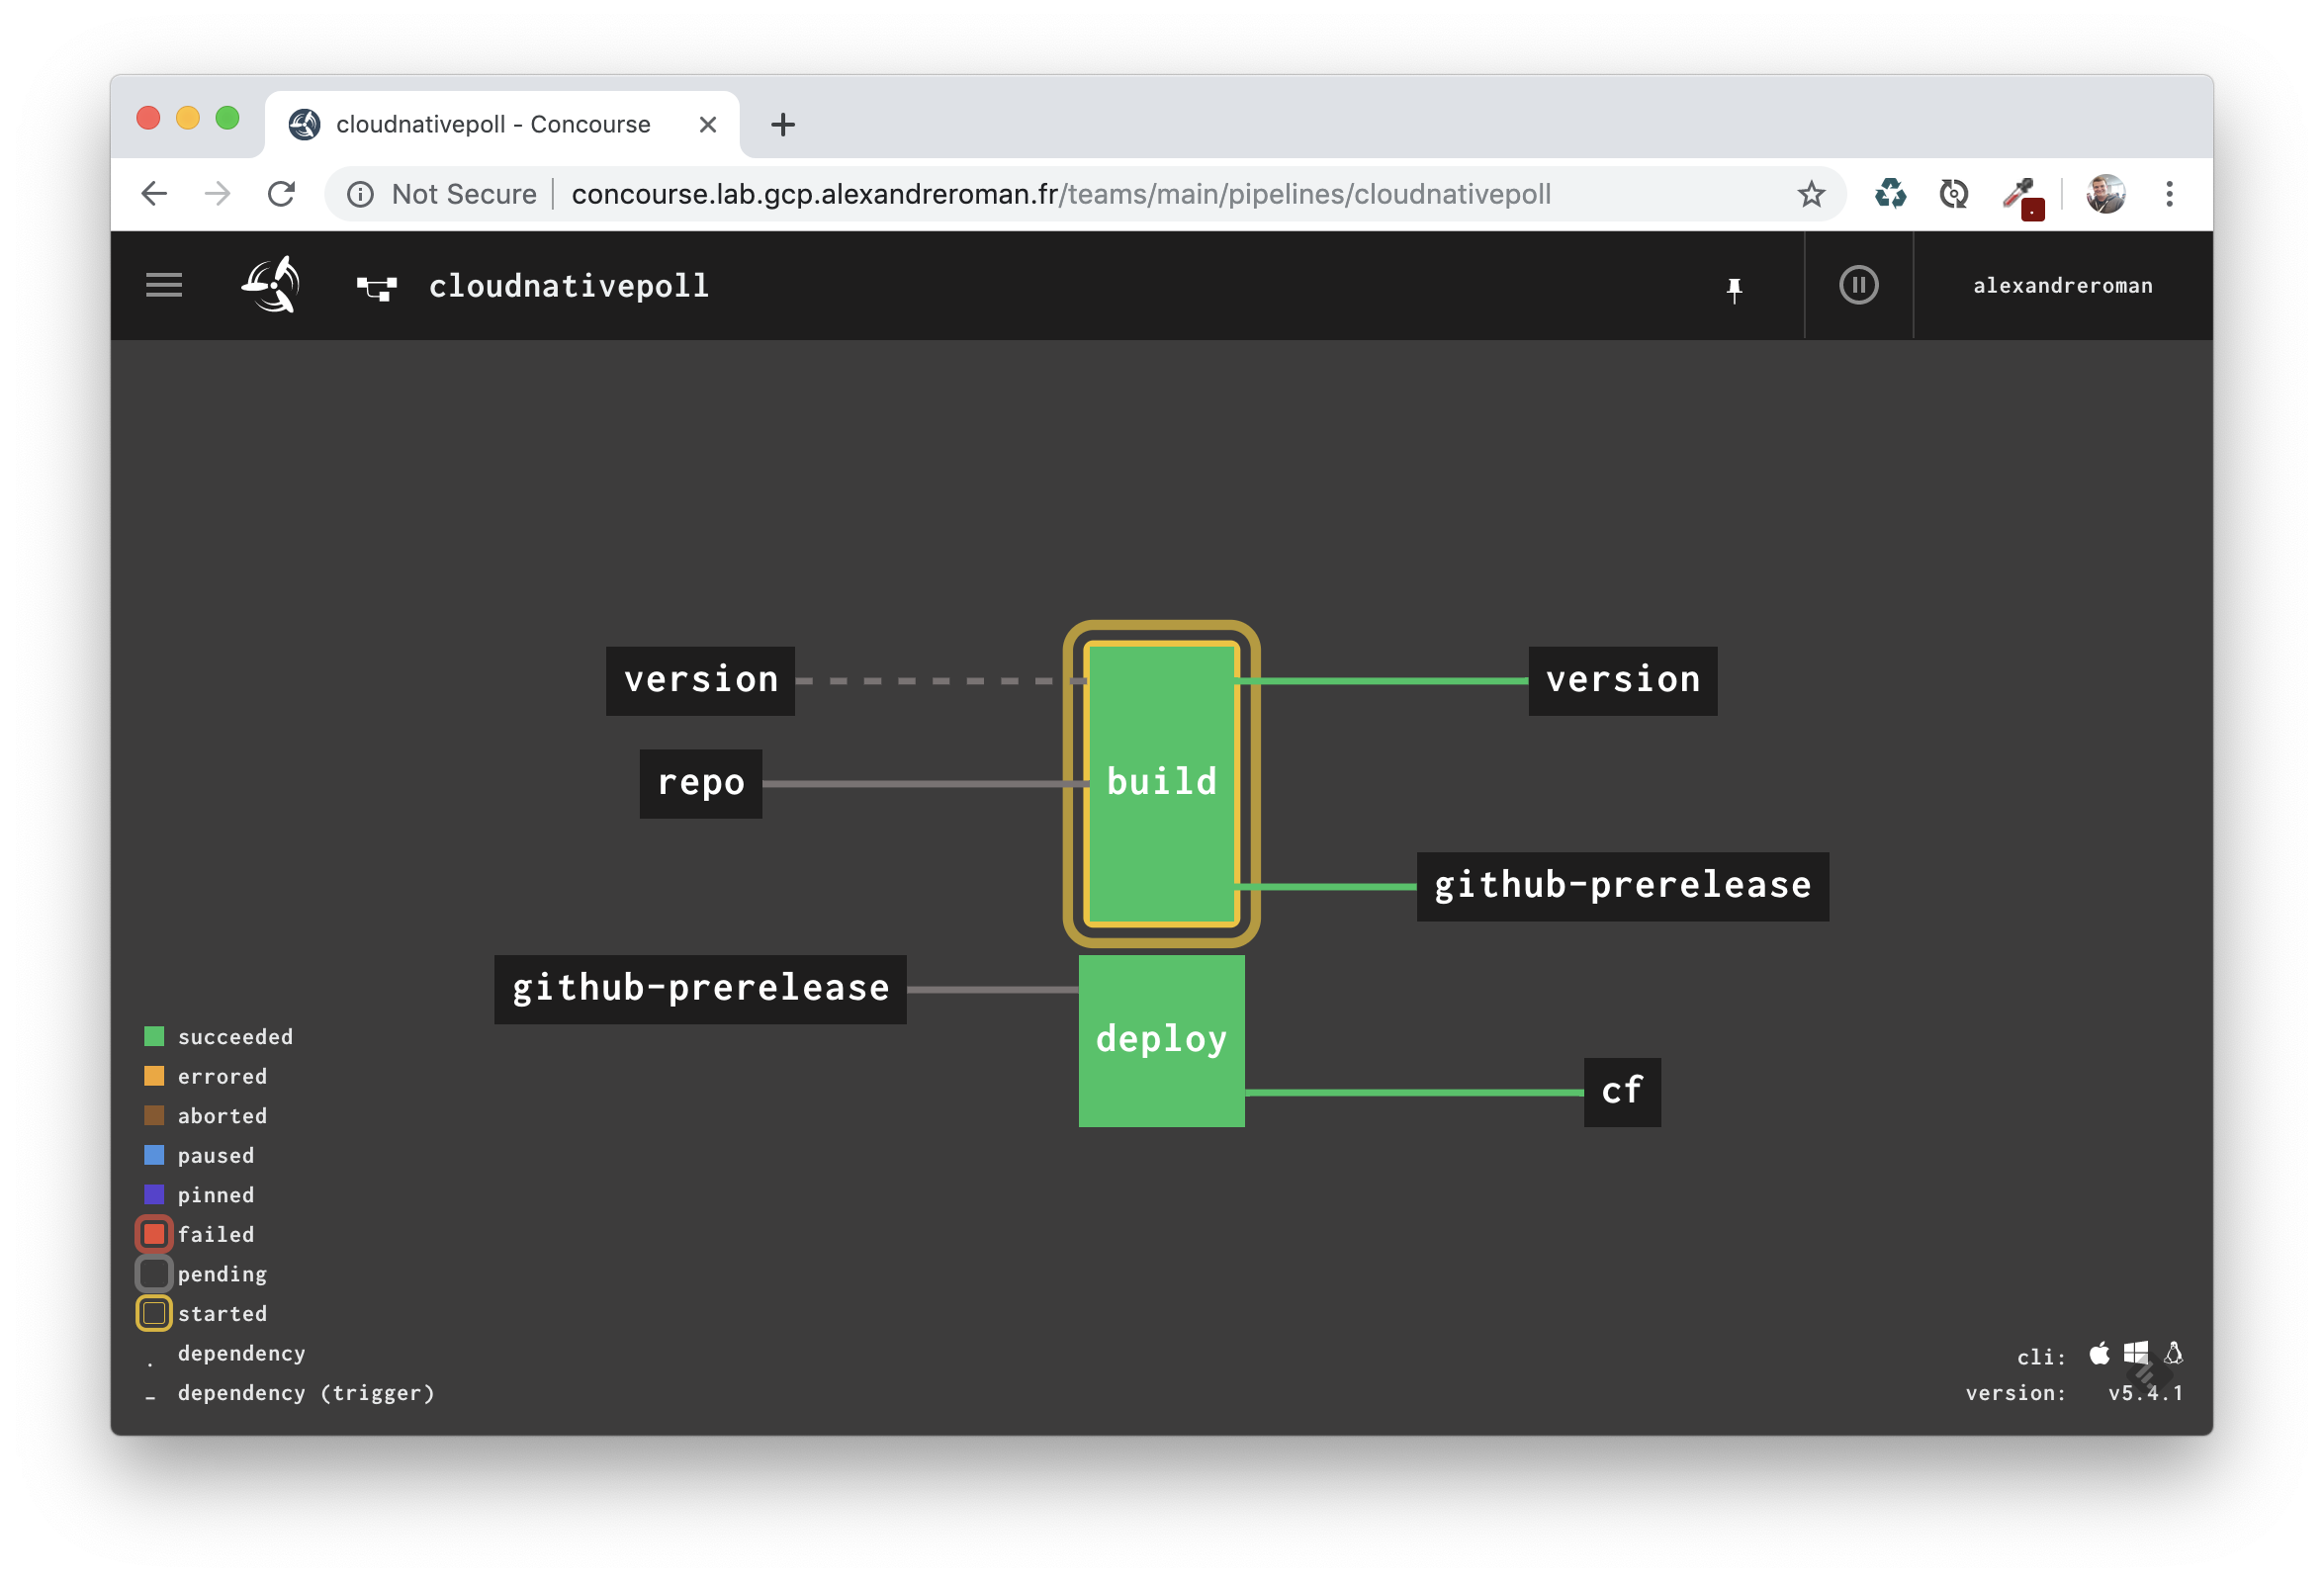 cloudnativepoll - Concourse
Not Secure concourse.lab.gcp.alexandreroman.fr/teams/main/pipelines/cloudnativepoll
cloudnativepoll
alexandreroman
version
version
repo
build
github-prerelease
github-prerelease
deploy
cf
succeeded
errored
aborted
paused
pinned
failed
pending
started
. dependency
- dependency (trigger)
cli:
version: v5.4.1